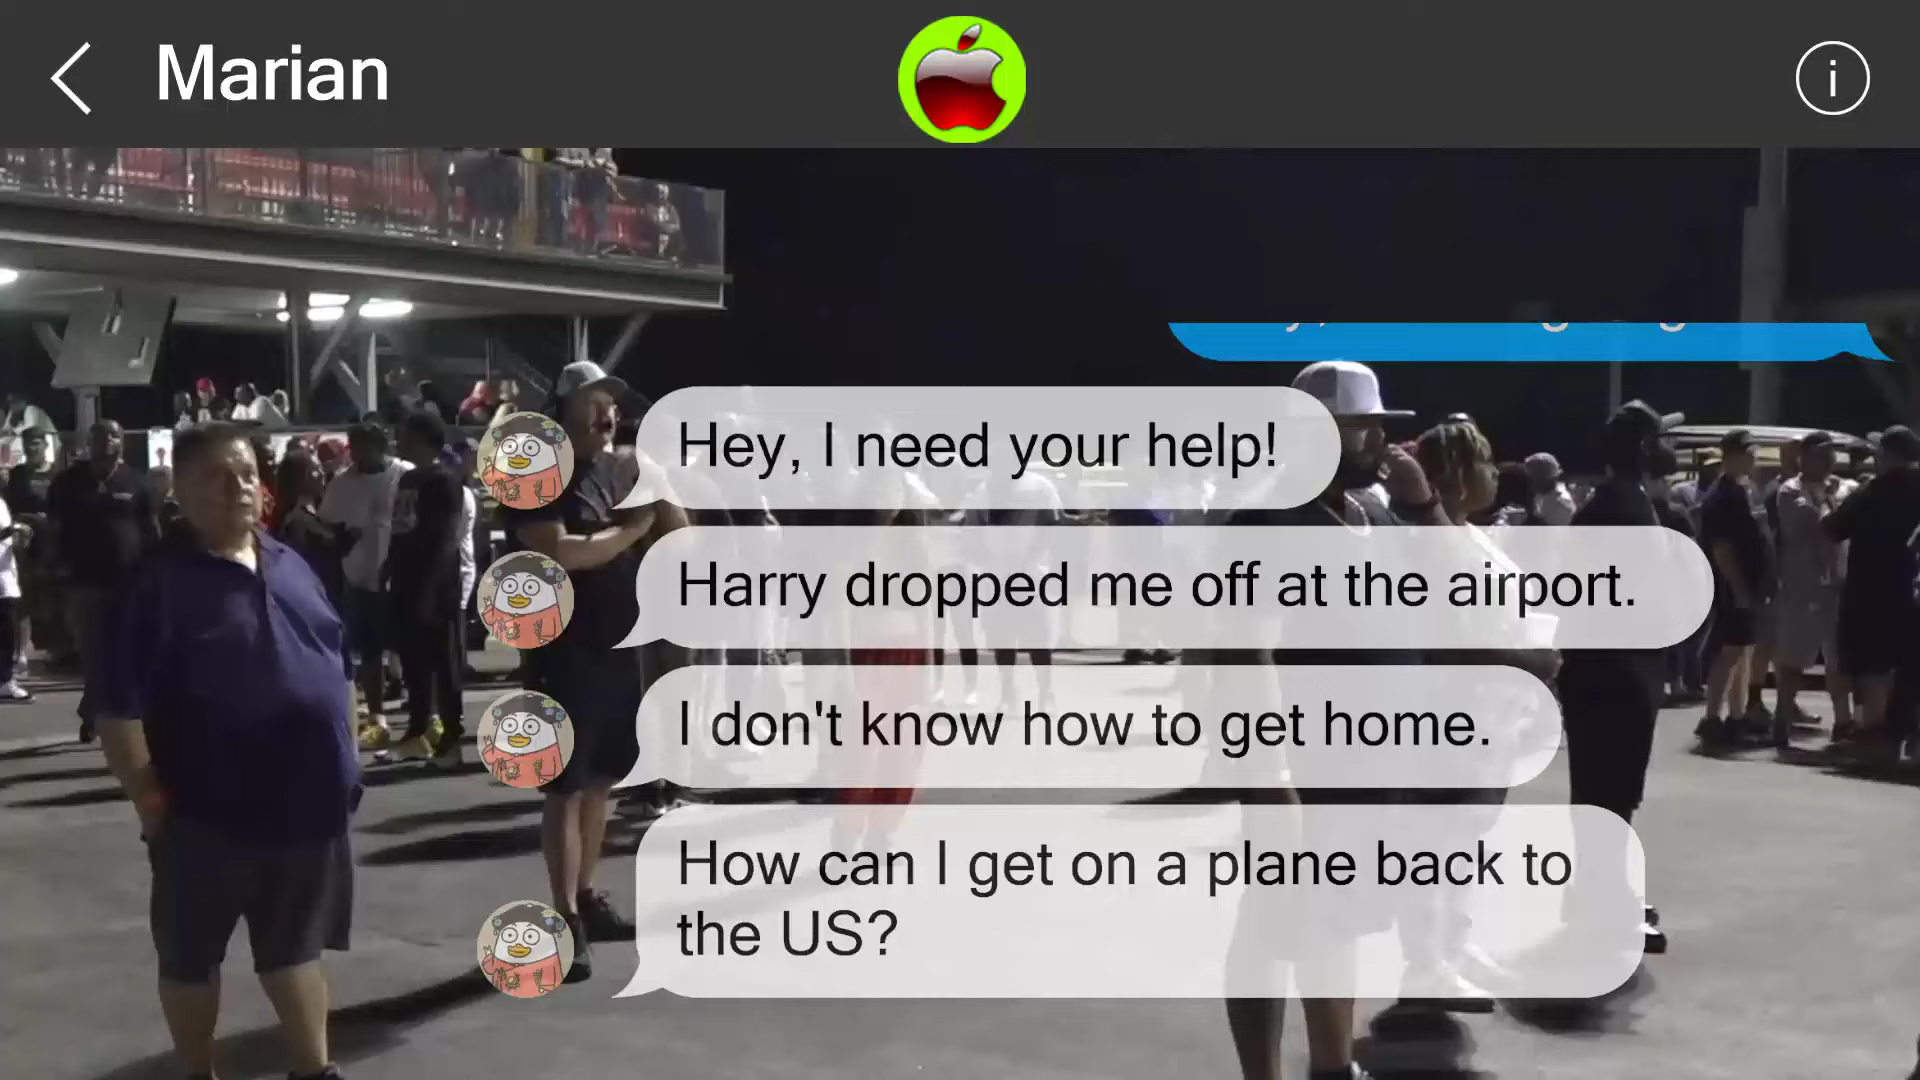 Marian
i
Hey, I need your help!
Harry dropped me off at the airport.
I don't know how to get home.
How can I get on a plane back to
the US?